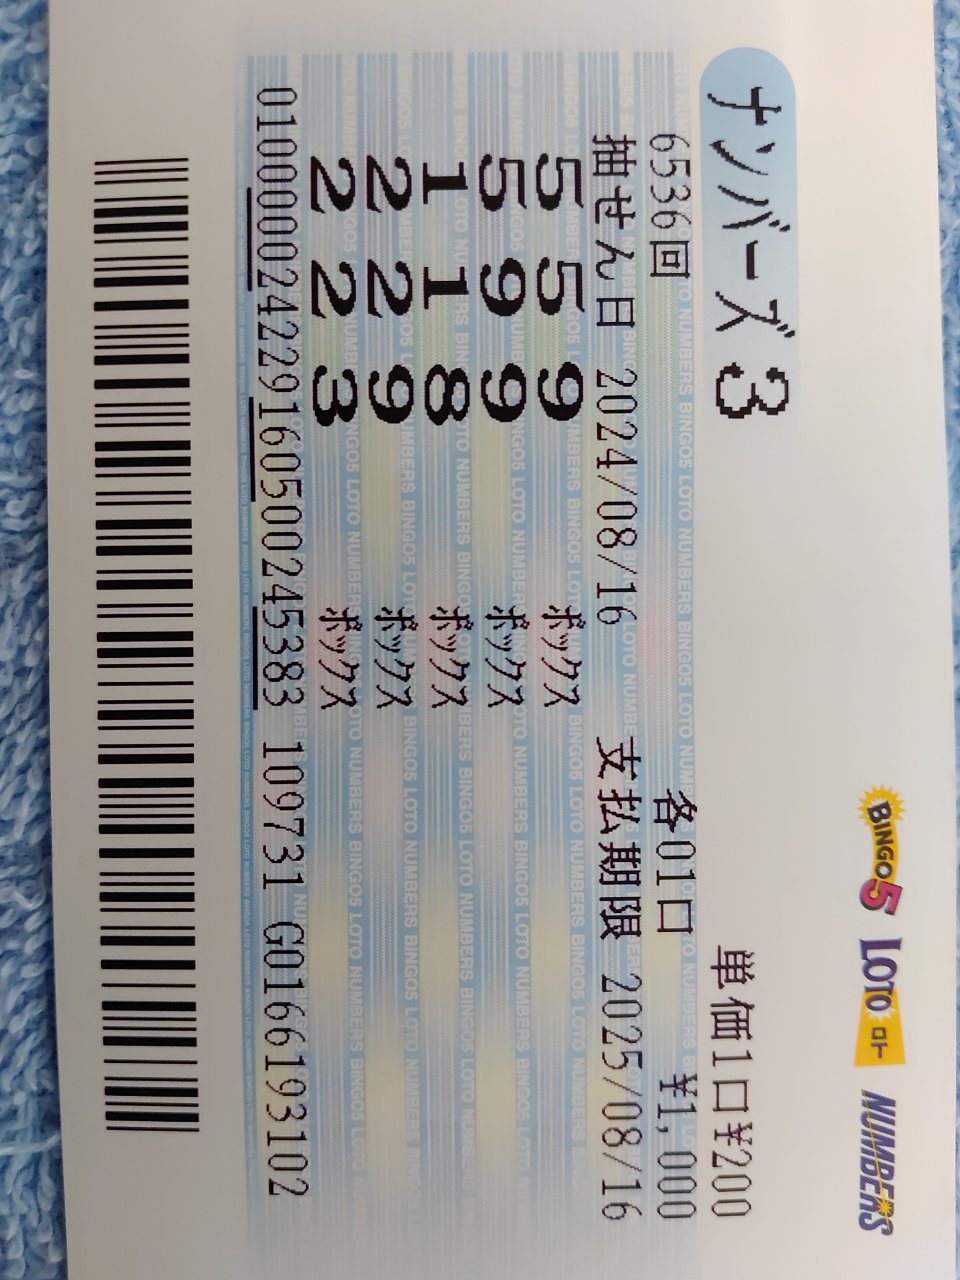 BINGO5 LOTO ロト NUMBERS
ナンバーズ3 単価1口¥200
6536回 各01口 ¥1,000
抽せん日 2024/08/16 支払期限 2025/08/16
5 5 9 ボックス
5 9 9 ボックス
1 1 8 ボックス
2 2 9 ボックス
2 2 3 ボックス
010000024229160500245383 109731 G0166193102